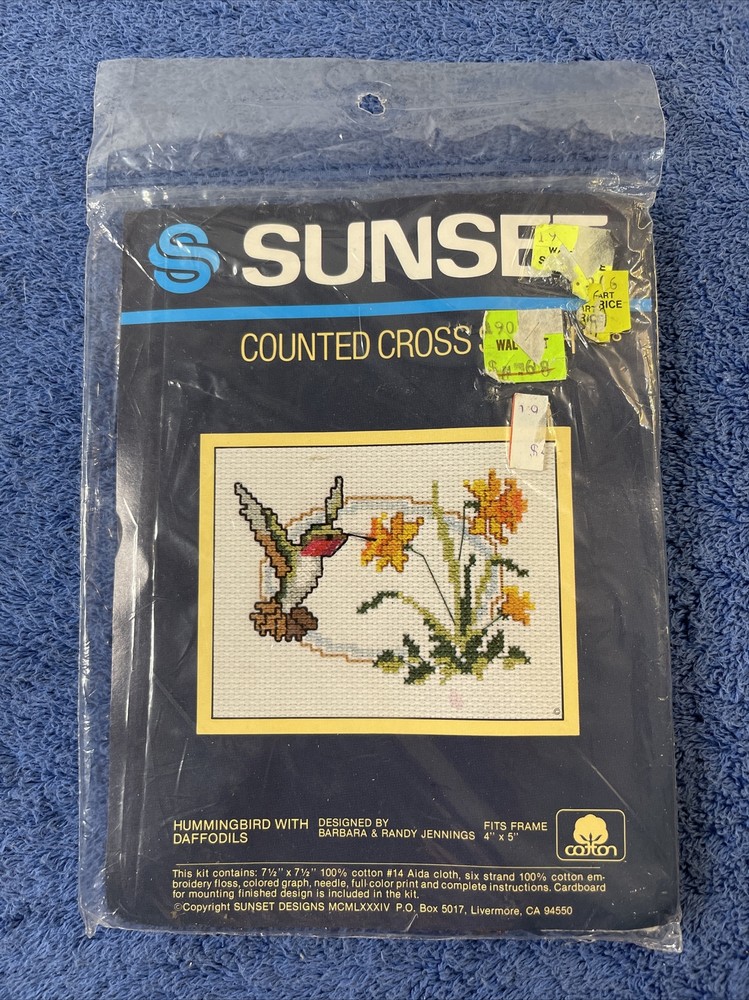 SUNSET
COUNTED CROSS
HUMMINGBIRD WITH
DAFFODILS
DESIGNED BY
BARBARA & RANDY JENNINGS
FITS FRAME
4" x 5"
cotton
This kit contains: 7½" x 7½" 100% cotton #14 Aida cloth, six strand 100% cotton em-
broidery floss, colored graph, needle, full color print and complete instructions. Cardboard
for mounting finished design is included in the kit.
©Copyright SUNSET DESIGNS MCMLXXXIV P.O. Box 5017, Livermore, CA 94550